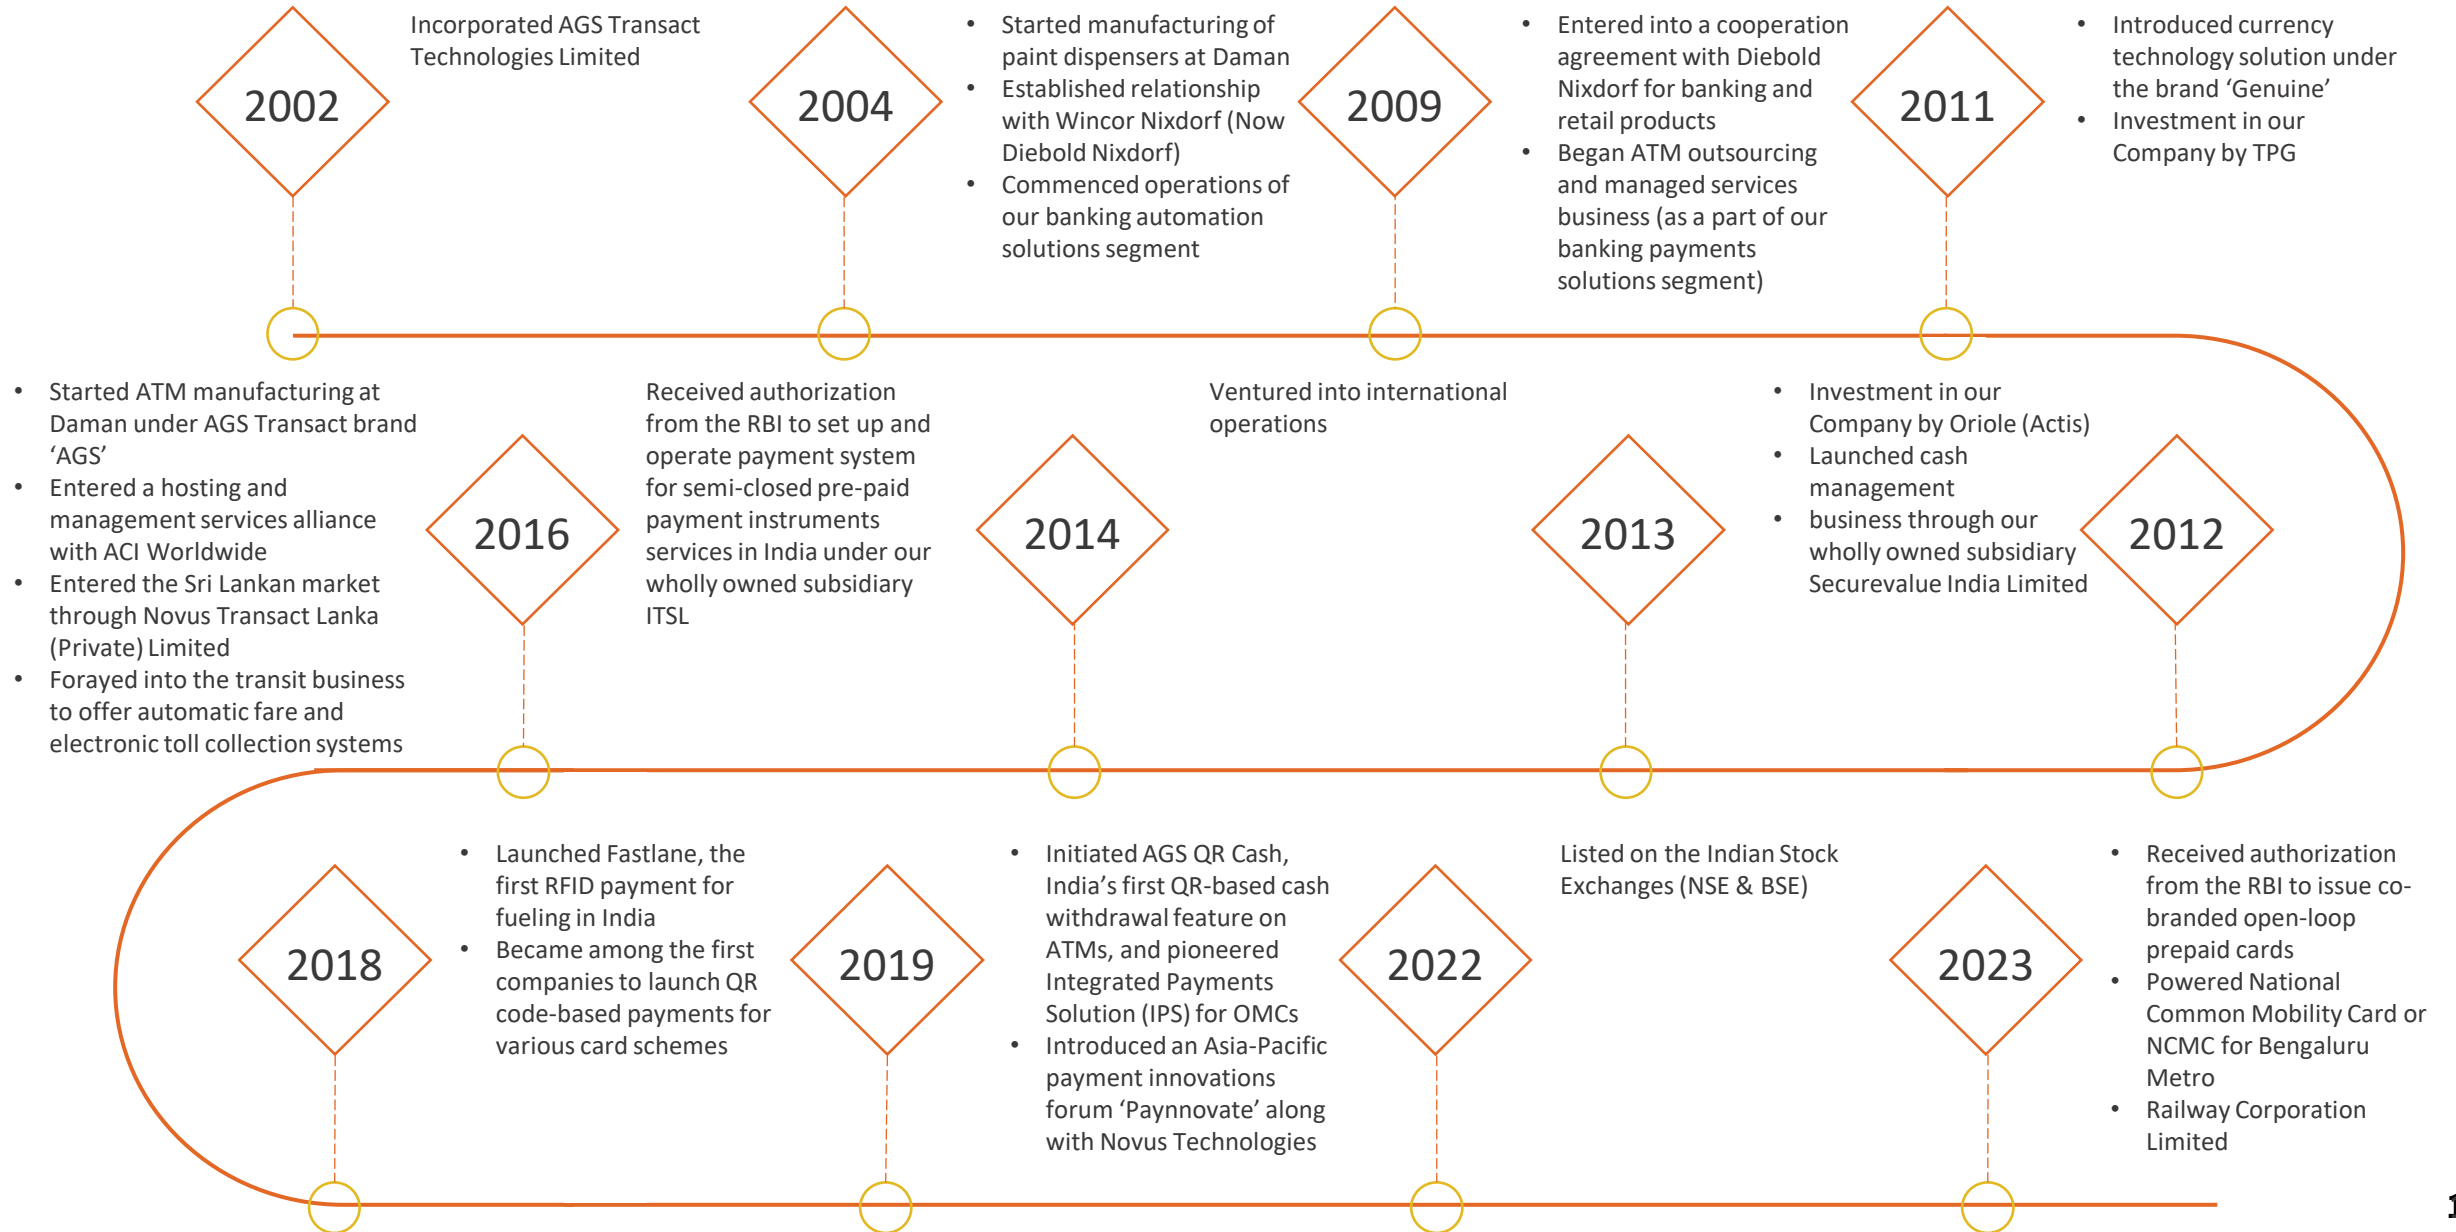 2002
Incorporated AGS Transact
Technologies Limited
2004
• Started manufacturing of
paint dispensers at Daman
• Established relationship
with Wincor Nixdorf (Now
Diebold Nixdorf)
• Commenced operations of
our banking automation
solutions segment
2009
• Entered into a cooperation
agreement with Diebold
Nixdorf for banking and
retail products
• Began ATM outsourcing
and managed services
business (as a part of our
banking payments
solutions segment)
2011
• Introduced currency
technology solution under
the brand ‘Genuine’
• Investment in our
Company by TPG
• Started ATM manufacturing at
Daman under AGS Transact brand
‘AGS’
• Entered a hosting and
management services alliance
with ACI Worldwide
• Entered the Sri Lankan market
through Novus Transact Lanka
(Private) Limited
• Forayed into the transit business
to offer automatic fare and
electronic toll collection systems
2016
Received authorization
from the RBI to set up and
operate payment system
for semi-closed pre-paid
payment instruments
services in India under our
wholly owned subsidiary
ITSL
2014
Ventured into international
operations
2013
• Investment in our
Company by Oriole (Actis)
• Launched cash
management
• business through our
wholly owned subsidiary
Securevalue India Limited
2012
2018
• Launched Fastlane, the
first RFID payment for
fueling in India
• Became among the first
companies to launch QR
code-based payments for
various card schemes
2019
• Initiated AGS QR Cash,
India’s first QR-based cash
withdrawal feature on
ATMs, and pioneered
Integrated Payments
Solution (IPS) for OMCs
• Introduced an Asia-Pacific
payment innovations
forum ‘Paynnovate’ along
with Novus Technologies
2022
Listed on the Indian Stock
Exchanges (NSE & BSE)
2023
• Received authorization
from the RBI to issue co-
branded open-loop
prepaid cards
• Powered National
Common Mobility Card or
NCMC for Bengaluru
Metro
• Railway Corporation
Limited